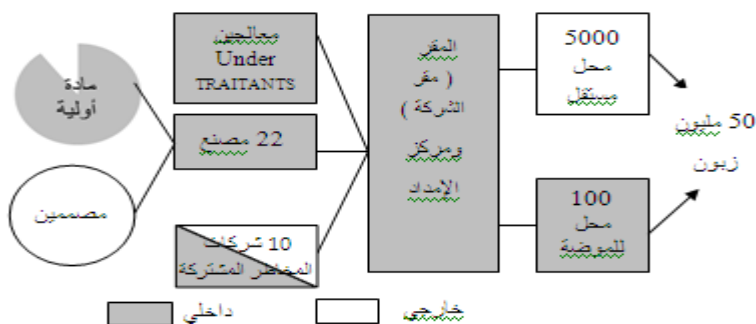 مادة
أولية
مصممين
معالجين
Under
TRAITANTS
22 مصنع
10 شركات
المخاطر المشتركة
المقر
( مقر
الشركة )
ومركز
الإمداد
5000
محل
مستقل
100
محل
للموضة
50 مليون
زبون
داخلي
خارجي